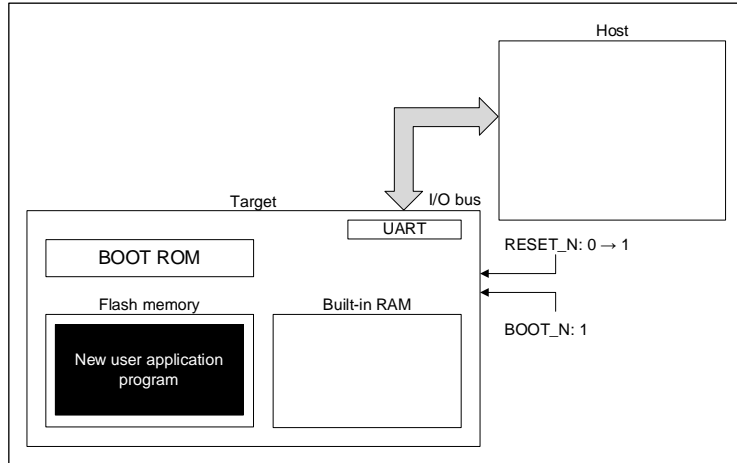 Host
Target
I/O bus
UART
BOOT ROM
RESET_N: 0 → 1
Flash memory
Built-in RAM
BOOT_N: 1
New user application
program